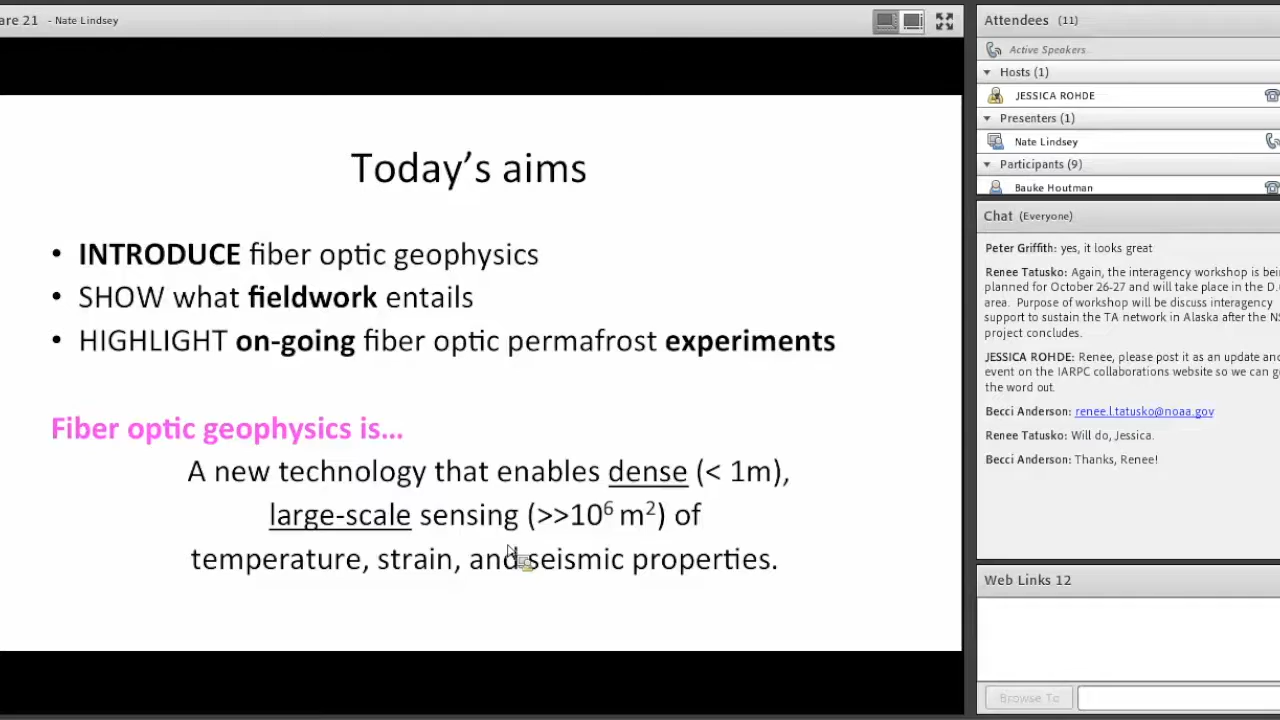 are 21 - Nate Lindsey
Today's aims
• INTRODUCE fiber optic geophysics
• SHOW what fieldwork entails
• HIGHLIGHT on-going fiber optic permafrost experiments
Fiber optic geophysics is...
A new technology that enables dense (< 1m),
large-scale sensing (>>10⁶ m²) of
temperature, strain, and seismic properties.
Attendees (11)
Active Speakers
Hosts (1)
JESSICA ROHDE
Presenters (1)
Nate Lindsey
Participants (9)
Bauke Houtman
Chat (Everyone)
Peter Griffith: yes, it looks great
Renee Tatusko: Again, the interagency workshop is bein
planned for October 26-27 and will take place in the D.
area. Purpose of workshop will be discuss interagency
support to sustain the TA network in Alaska after the NS
project concludes.
JESSICA ROHDE: Renee, please post it as an update an
event on the IARPC collaborations website so we can g
the word out.
Becci Anderson: renee.l.tatusko@noaa.gov
Renee Tatusko: Will do, Jessica.
Becci Anderson: Thanks, Renee!
Web Links 12
Browse To